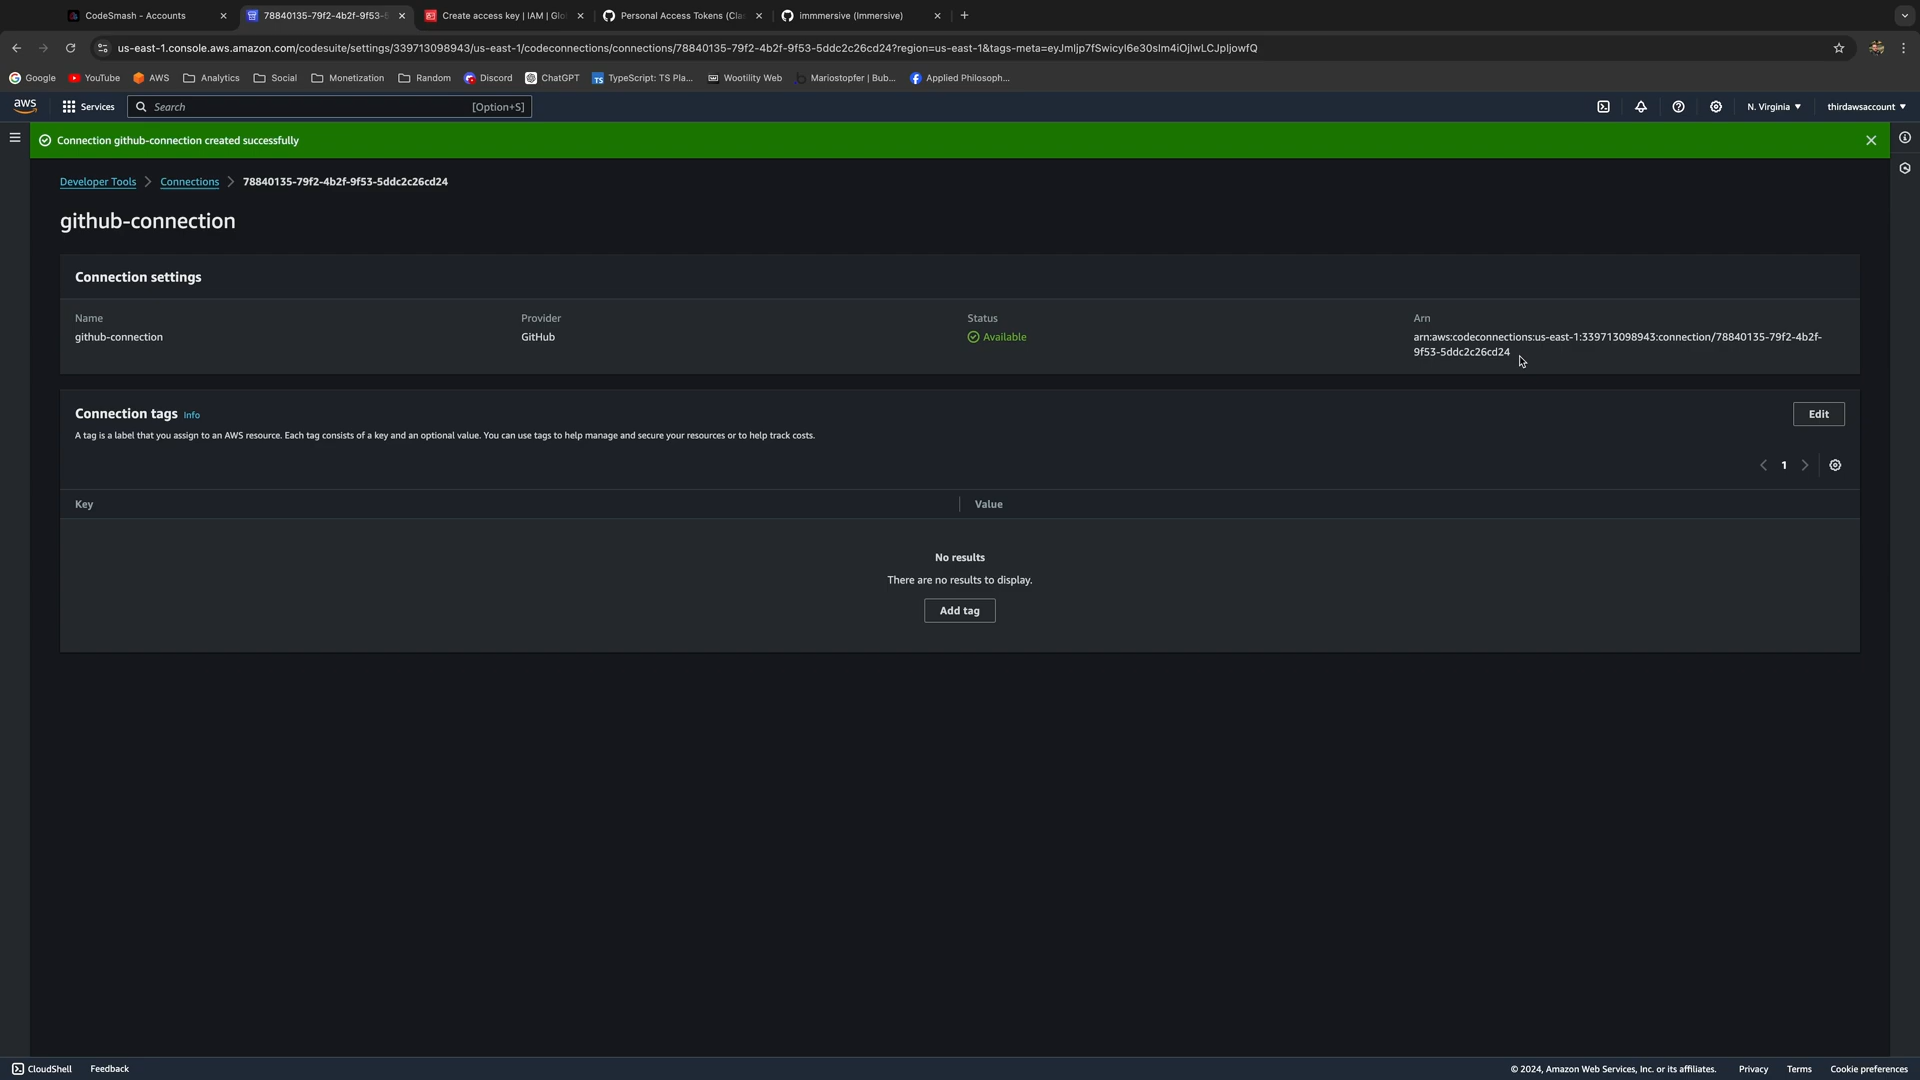 CodeSmash - Accounts
78840135-79f2-4b2f-9f53-5
Create access key | IAM | Glo
Personal Access Tokens (Clas
immmersive (Immersive)
us-east-1.console.aws.amazon.com/codesuite/settings/339713098943/us-east-1/codeconnections/connections/78840135-79f2-4b2f-9f53-5ddc2c26cd24?region=us-east-1&tags-meta=eyJmIjp7fSwicyI6e30sIm4iOjIwLCJpIjowfQ
Google
YouTube
AWS
Analytics
Social
Monetization
Random
Discord
ChatGPT
TypeScript: TS Pla...
Wootility Web
Mariostopfer | Bub...
Applied Philosoph...
aws
Services
Search
[Option+S]
N. Virginia
thirdawsaccount
Connection github-connection created successfully
Developer Tools
Connections
78840135-79f2-4b2f-9f53-5ddc2c26cd24
github-connection
Connection settings
Name
github-connection
Provider
GitHub
Status
Available
Arn
arn:aws:codeconnections:us-east-1:339713098943:connection/78840135-79f2-4b2f-
9f53-5ddc2c26cd24
Connection tags Info
Edit
A tag is a label that you assign to an AWS resource. Each tag consists of a key and an optional value. You can use tags to help manage and secure your resources or to help track costs.
1
Key
Value
No results
There are no results to display.
Add tag
CloudShell
Feedback
© 2024, Amazon Web Services, Inc. or its affiliates.
Privacy
Terms
Cookie preferences